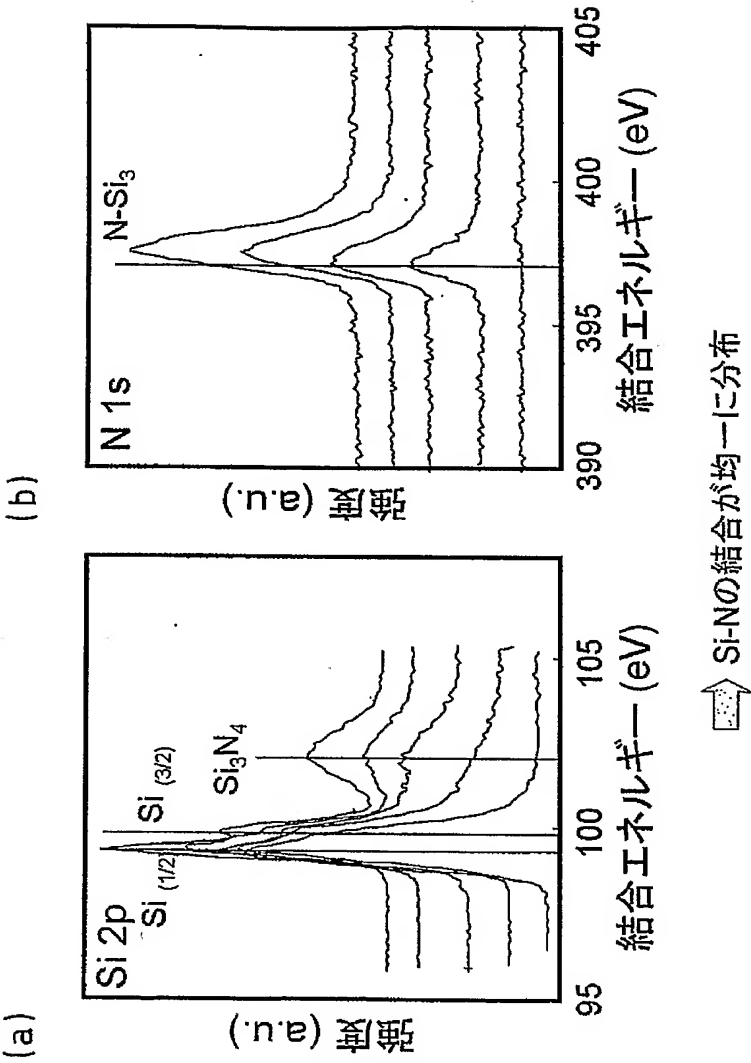 (a)
Si 2p
Si (1/2)
Si (3/2)
Si3N4
強度 (a.u.)
95
100
105
結合エネルギー (eV)
(b)
N 1s
N-Si3
強度 (a.u.)
390
395
400
405
結合エネルギー (eV)
Si-Nの結合が均一に分布